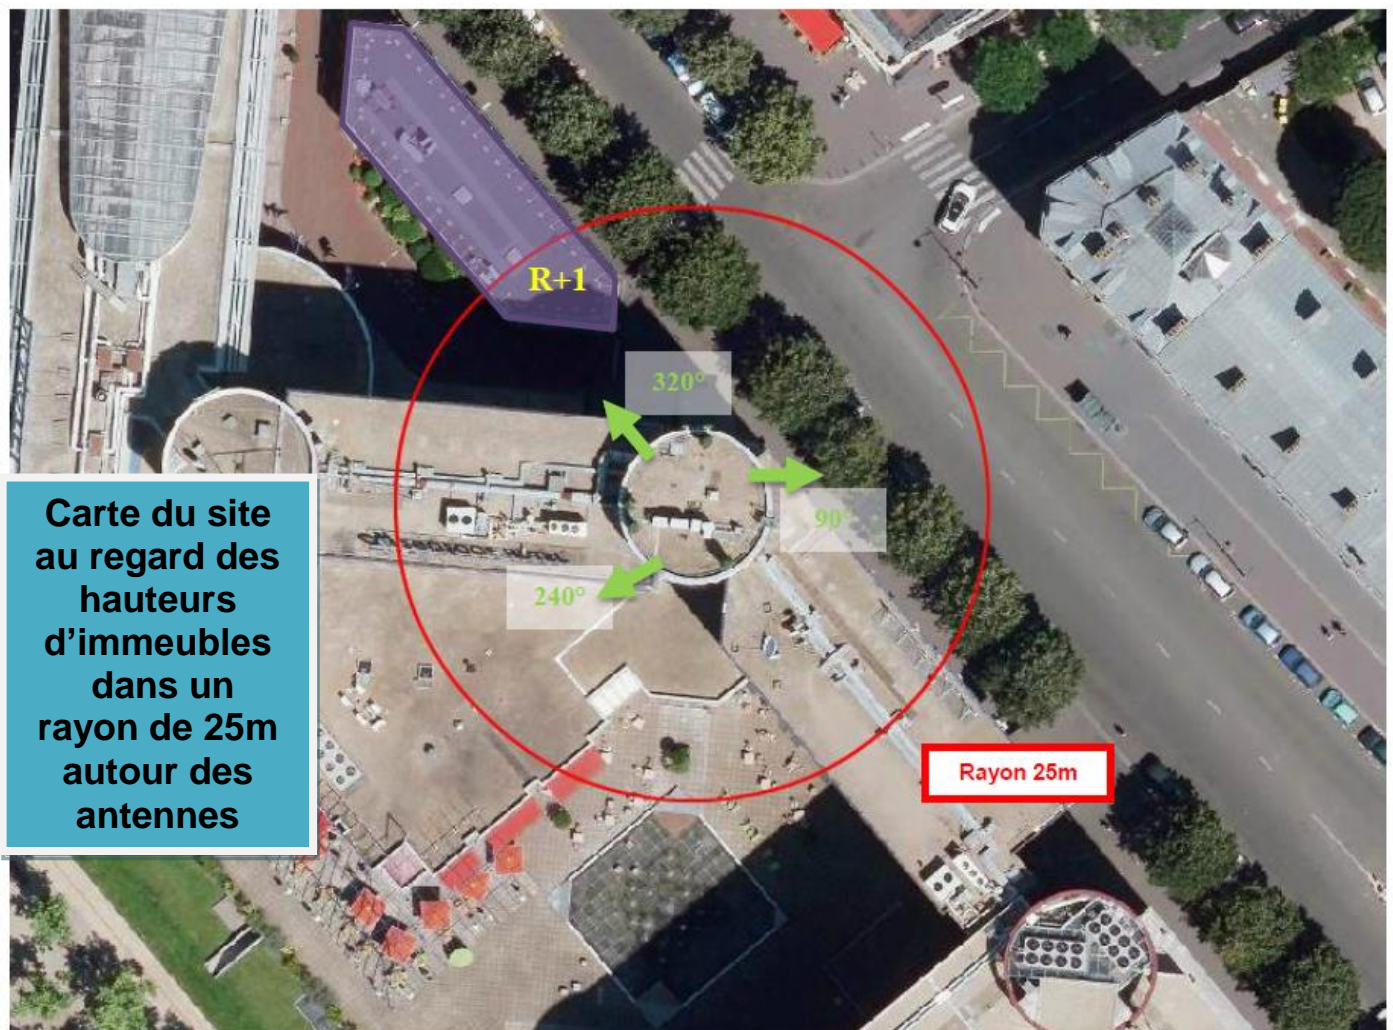 R+1
320°
90°
240°
Carte du site
au regard des
hauteurs
d’immeubles
dans un
rayon de 25m
autour des
antennes
Rayon 25m